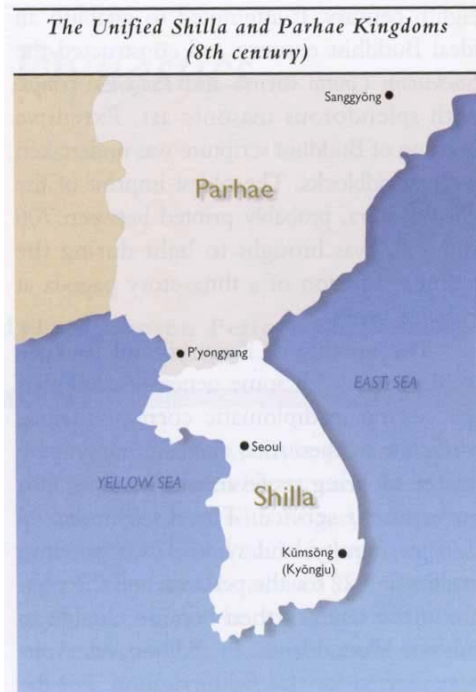 The Unified Shilla and Parhae Kingdoms
(8th century)
Sanggyŏng
Parhae
P'yongyang
EAST SEA
Seoul
YELLOW SEA
Shilla
Kŭmsŏng
(Kyŏngju)